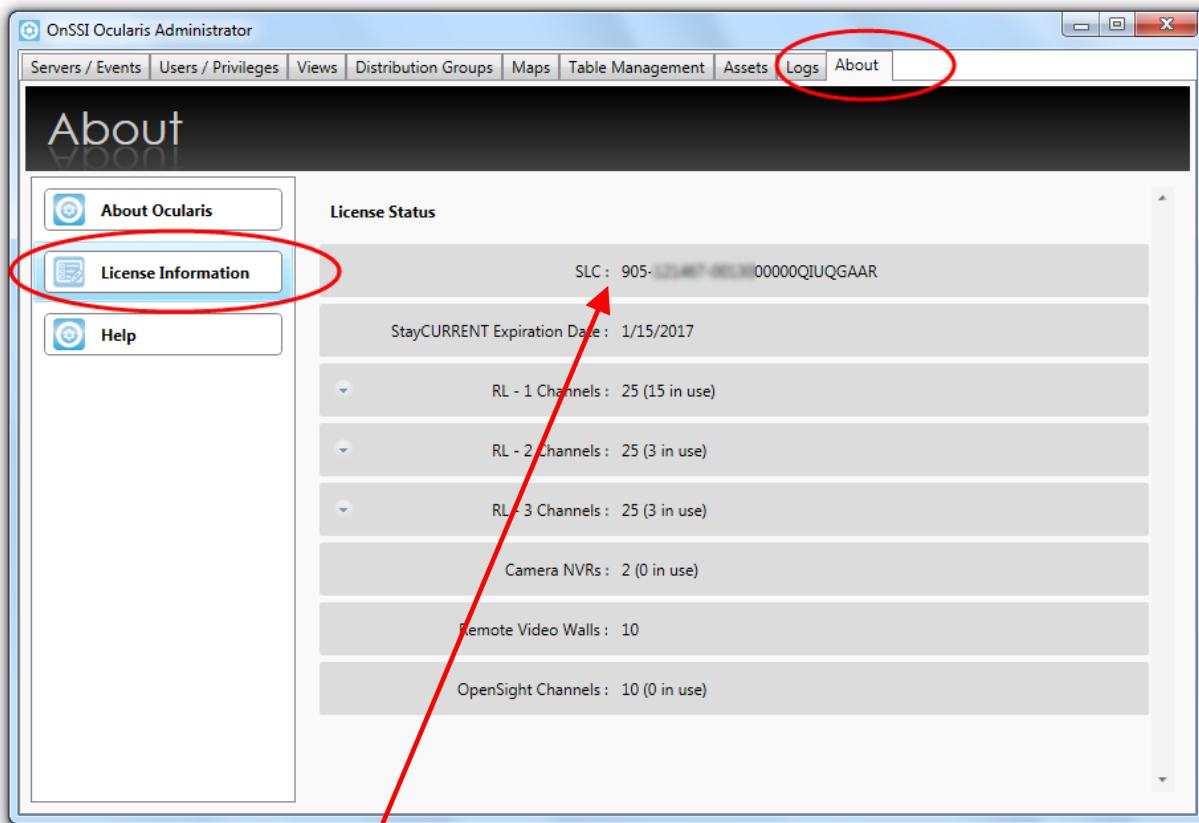 OnSSI Ocularis Administrator
Servers / Events Users / Privileges Views Distribution Groups Maps Table Management Assets Logs About
About
About Ocularis
License Information
Help
License Status
SLC : 905- 00000QIUQGAAR
StayCURRENT Expiration Date : 1/15/2017
RL - 1 Channels : 25 (15 in use)
RL - 2 Channels : 25 (3 in use)
RL - 3 Channels : 25 (3 in use)
Camera NVRs : 2 (0 in use)
Remote Video Walls : 10
OpenSight Channels : 10 (0 in use)